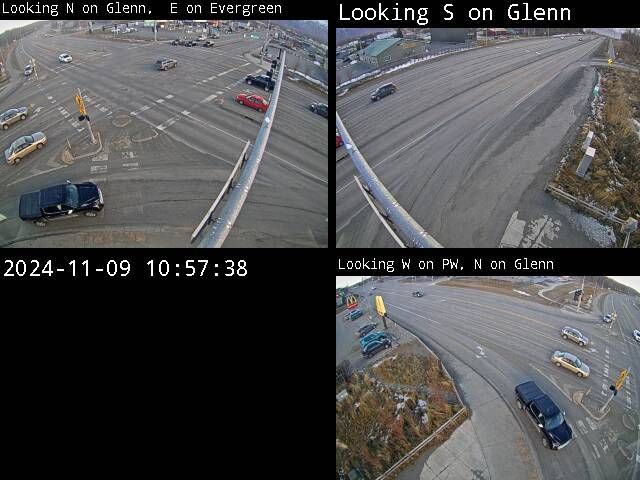 Looking N on Glenn,  E on Evergreen
Looking S on Glenn
2024-11-09 10:57:38
Looking W on PW, N on Glenn